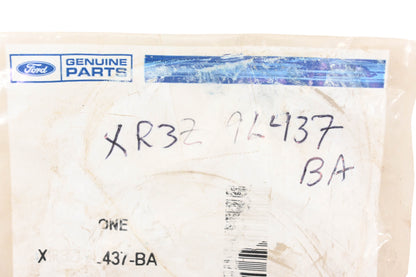 Ford
GENUINE
PARTS
XR3Z 9L437
BA
ONE
X 437-BA